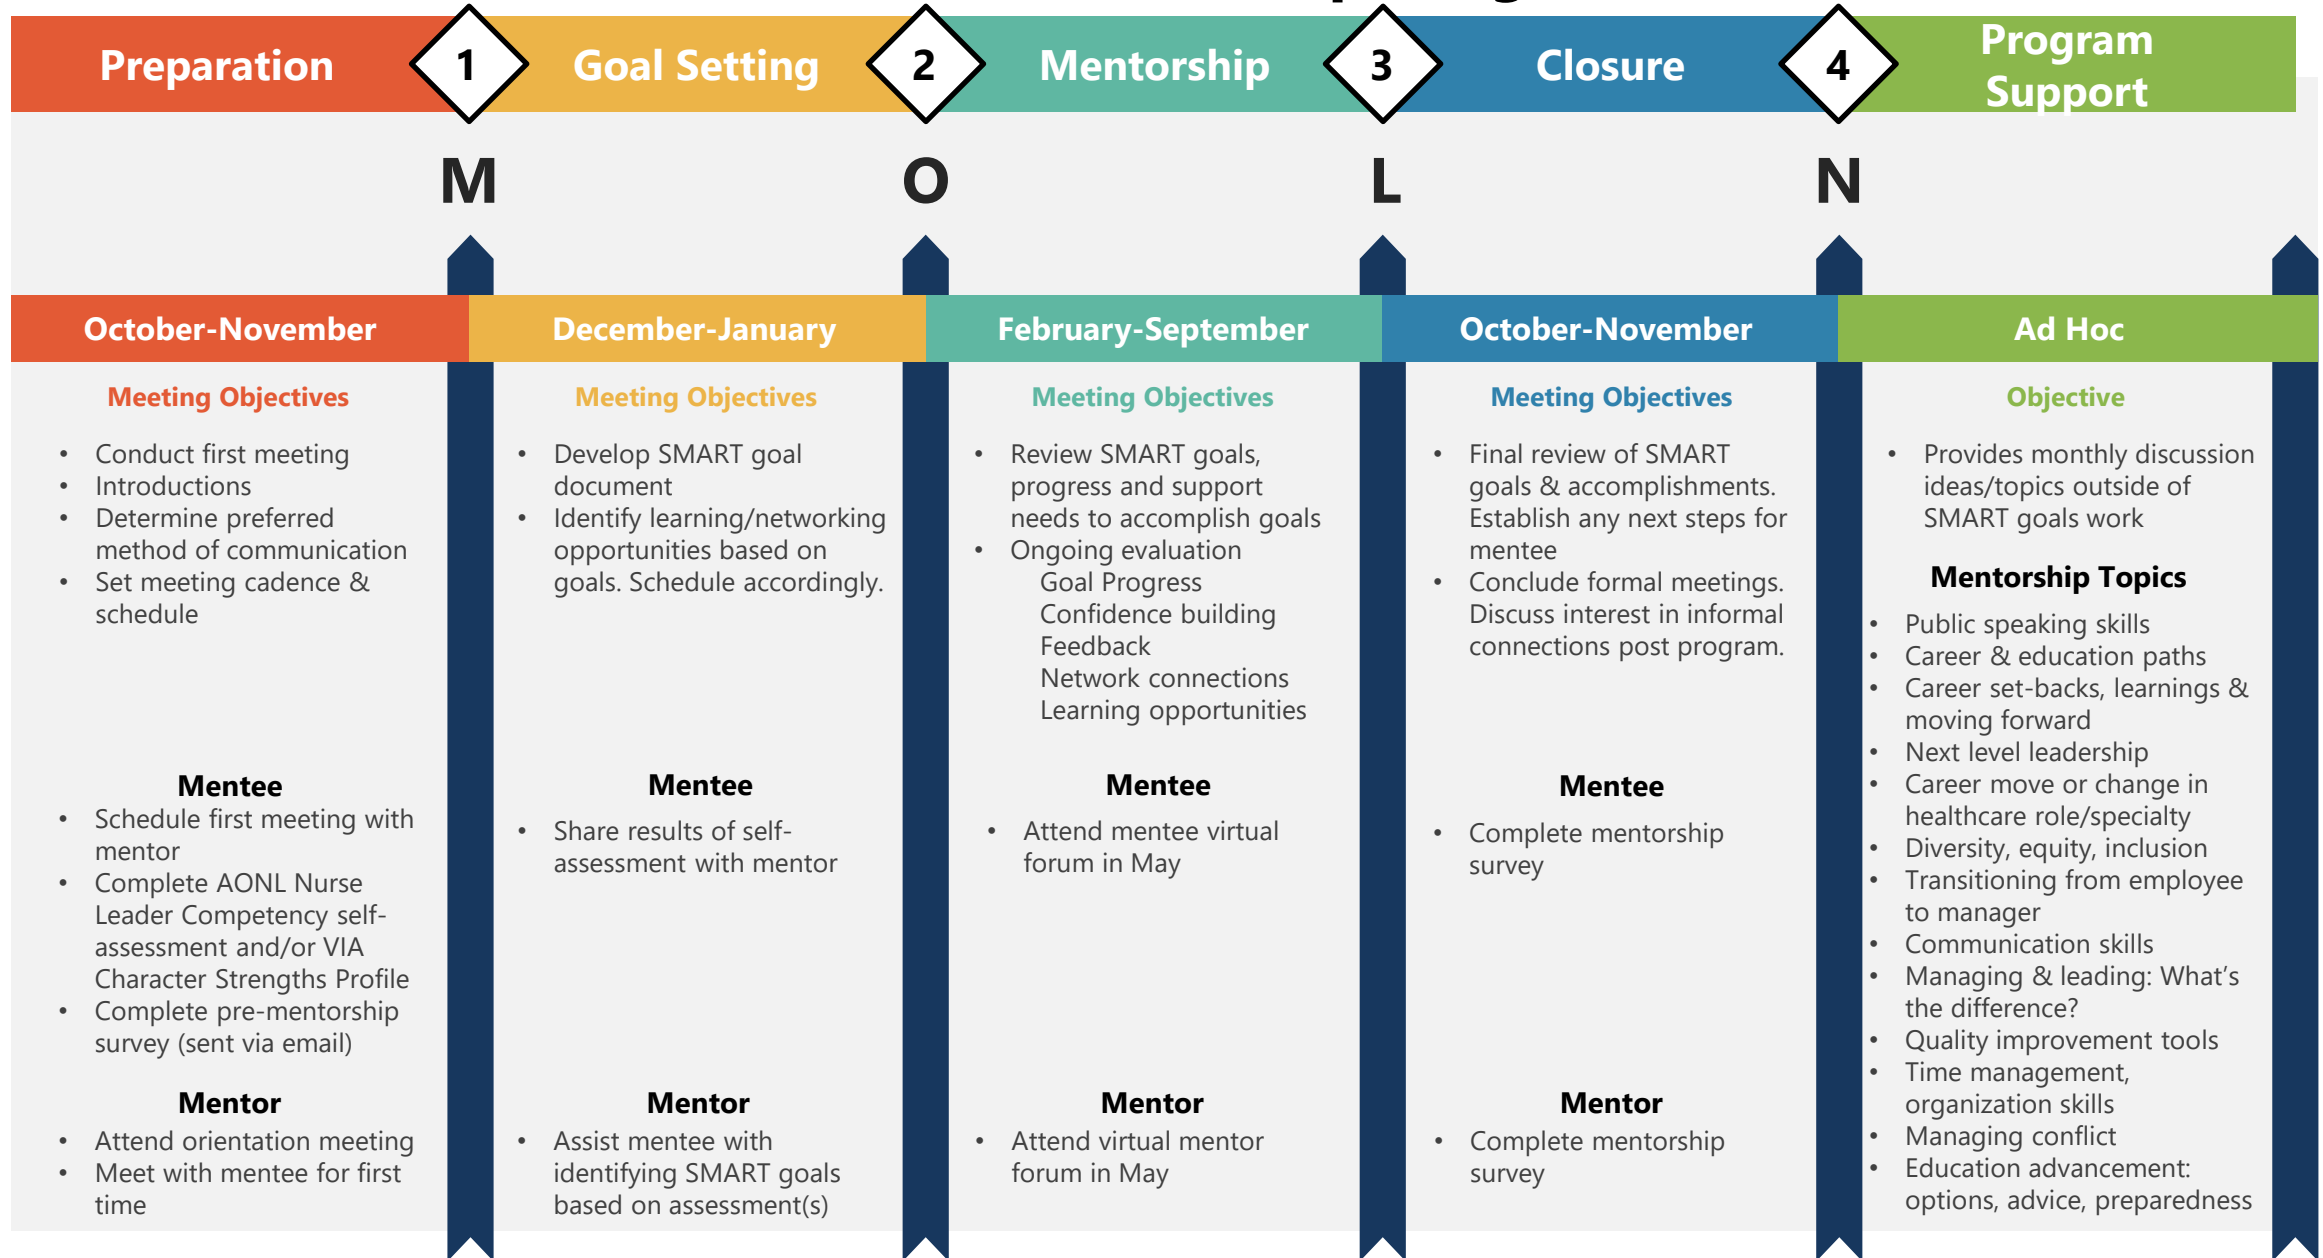 Preparation
1
Goal Setting
2
Mentorship
3
Closure
4
Program
Support
M
O
L
N
October-November
December-January
February-September
October-November
Ad Hoc
Meeting Objectives
• Conduct first meeting
• Introductions
• Determine preferred
method of communication
• Set meeting cadence &
schedule
Mentee
• Schedule first meeting with
mentor
• Complete AONL Nurse
Leader Competency self-
assessment and/or VIA
Character Strengths Profile
• Complete pre-mentorship
survey (sent via email)
Mentor
• Attend orientation meeting
• Meet with mentee for first
time
Meeting Objectives
• Develop SMART goal
document
• Identify learning/networking
opportunities based on
goals. Schedule accordingly.
Mentee
• Share results of self-
assessment with mentor
Mentor
• Assist mentee with
identifying SMART goals
based on assessment(s)
Meeting Objectives
• Review SMART goals,
progress and support
needs to accomplish goals
• Ongoing evaluation
Goal Progress
Confidence building
Feedback
Network connections
Learning opportunities
Mentee
• Attend mentee virtual
forum in May
Mentor
• Attend virtual mentor
forum in May
Meeting Objectives
• Final review of SMART
goals & accomplishments.
Establish any next steps for
mentee
• Conclude formal meetings.
Discuss interest in informal
connections post program.
Mentee
• Complete mentorship
survey
Mentor
• Complete mentorship
survey
Objective
• Provides monthly discussion
ideas/topics outside of
SMART goals work
Mentorship Topics
• Public speaking skills
• Career & education paths
• Career set-backs, learnings &
moving forward
• Next level leadership
• Career move or change in
healthcare role/specialty
• Diversity, equity, inclusion
• Transitioning from employee
to manager
• Communication skills
• Managing & leading: What’s
the difference?
• Quality improvement tools
• Time management,
organization skills
• Managing conflict
• Education advancement:
options, advice, preparedness